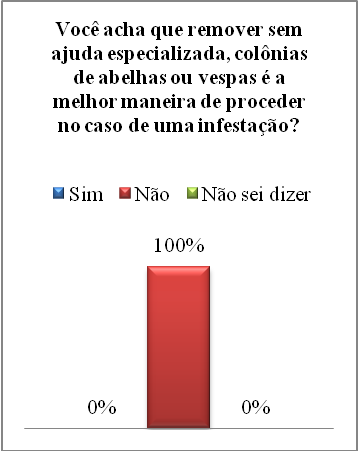 Você acha que remover sem
ajuda especializada, colônias
de abelhas ou vespas é a
melhor maneira de proceder
no caso de uma infestação?
Sim Não Não sei dizer
100%
0% 0%